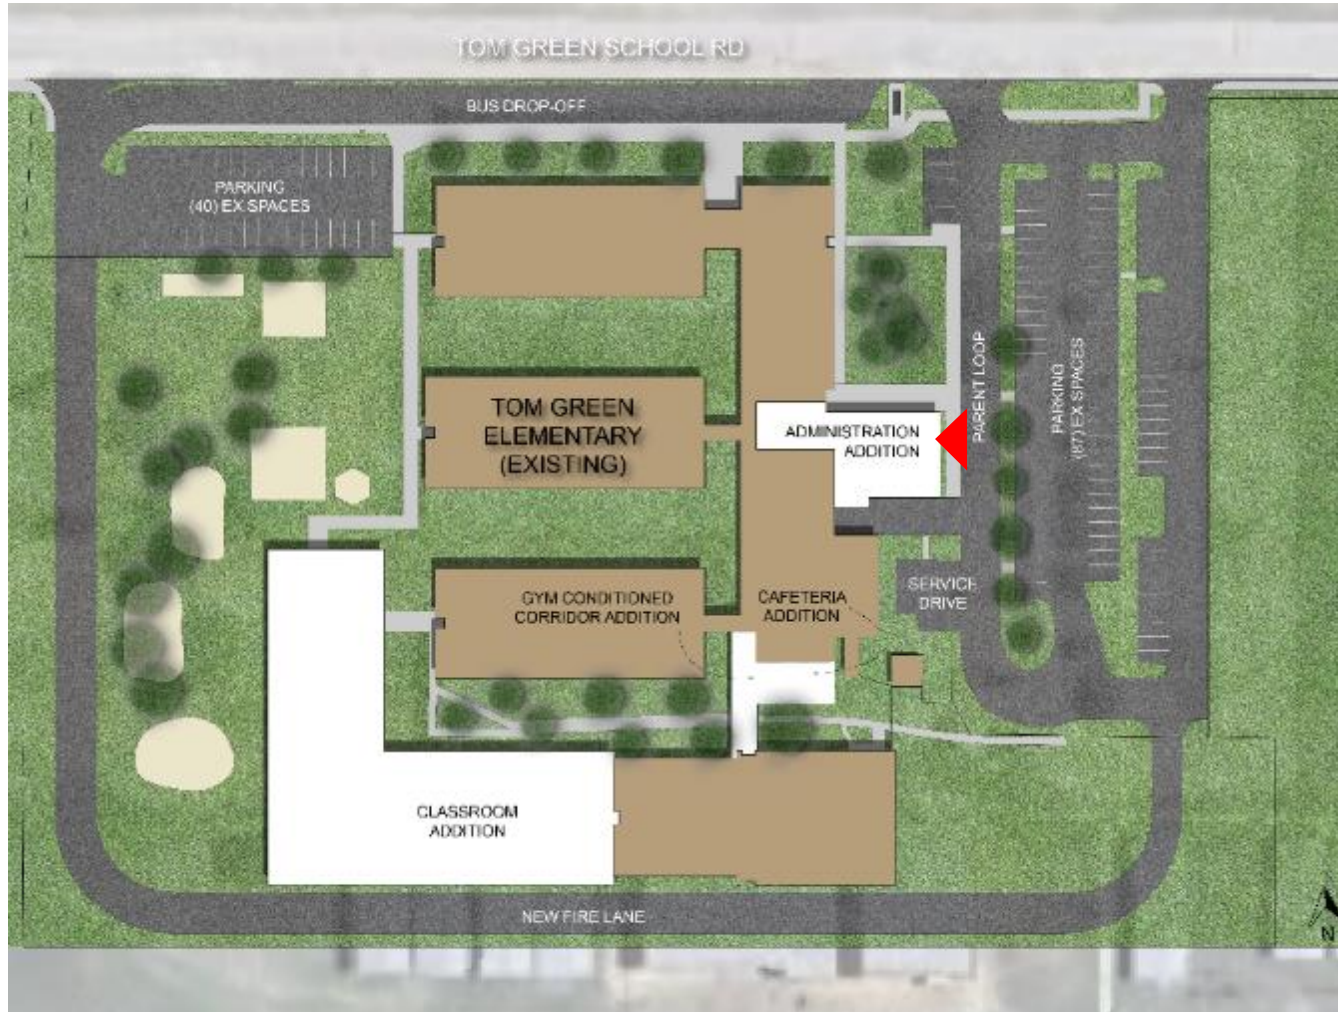 TOM GREEN SCHOOL RD
BUS DROP-OFF
PARKING
(40) EX SPACES
TOM GREEN
ELEMENTARY
(EXISTING)
ADMINISTRATION
ADDITION
PARENT LOOP
PARKING
(87) EX SPACES
GYM CONDITIONED
CORRIDOR ADDITION
CAFETERIA
ADDITION
SERVICE
DRIVE
CLASSROOM
ADDITION
NEW FIRE LANE
N